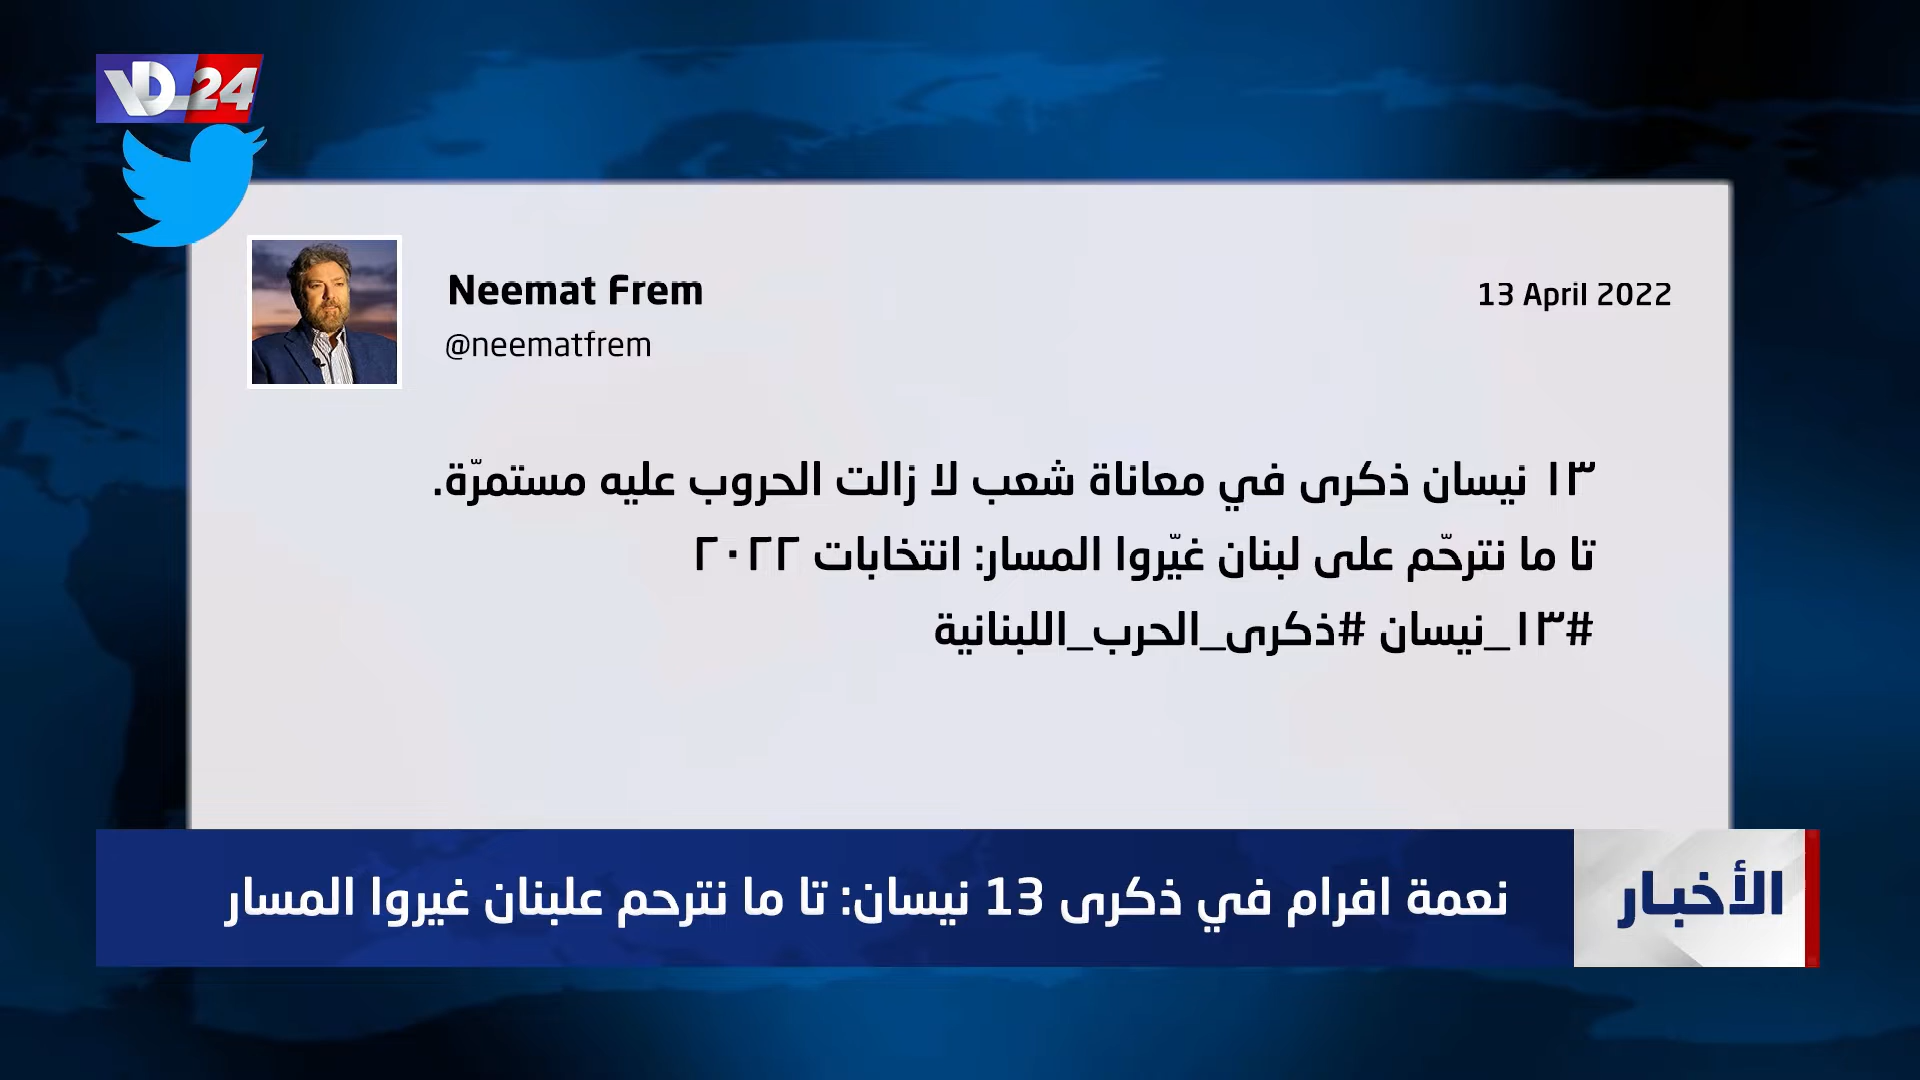 VD_24
Neemat Frem
13 April 2022
@neematfrem
١٣ نيسان ذكرى في معاناة شعب لا زالت الحروب عليه مستمرّة.
تا ما نترحّم على لبنان غيّروا المسار: انتخابات ٢٠٢٢
#١٣_نيسان #ذكرى_الحرب_اللبنانية
الأخبار
نعمة افرام في ذكرى 13 نيسان: تا ما نترحم علبنان غيروا المسار